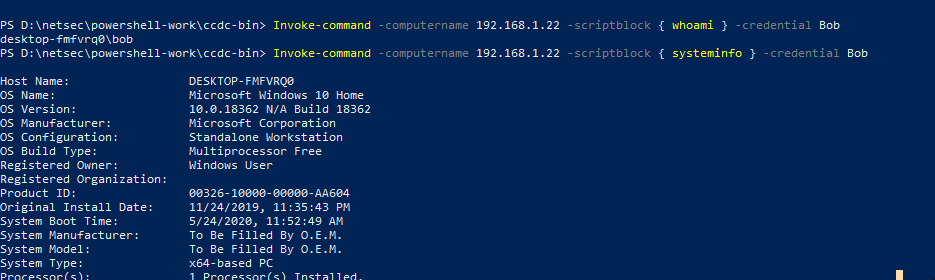 PS D:\netsec\powershell-work\ccdc-bin> Invoke-command -computername 192.168.1.22 -scriptblock { whoami } -credential Bob
desktop-fmfvrq0\bob
PS D:\netsec\powershell-work\ccdc-bin> Invoke-command -computername 192.168.1.22 -scriptblock { systeminfo } -credential Bob
Host Name: DESKTOP-FMFVRQ0
OS Name: Microsoft Windows 10 Home
OS Version: 10.0.18362 N/A Build 18362
OS Manufacturer: Microsoft Corporation
OS Configuration: Standalone Workstation
OS Build Type: Multiprocessor Free
Registered Owner: Windows User
Registered Organization:
Product ID: 00326-10000-00000-AA604
Original Install Date: 11/24/2019, 11:35:43 PM
System Boot Time: 5/24/2020, 11:52:49 AM
System Manufacturer: To Be Filled By O.E.M.
System Model: To Be Filled By O.E.M.
System Type: x64-based PC
Processor(s): 1 Processor(s) Installed.